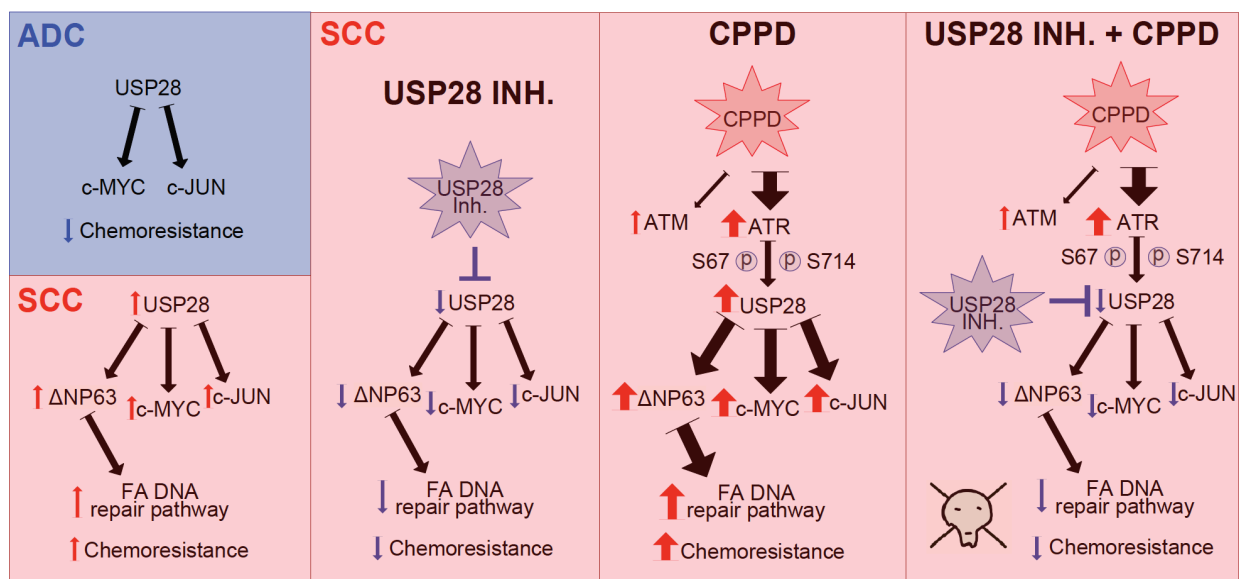 ADC
USP28
c-MYC c-JUN
Chemoresistance
SCC
USP28
ΔNP63
c-MYC
c-JUN
FA DNA
repair pathway
Chemoresistance
SCC
USP28 INH.
USP28
Inh.
USP28
ΔNP63
c-MYC
c-JUN
FA DNA
repair pathway
Chemoresistance
CPPD
CPPD
ATM
ATR
S67 p p S714
USP28
ΔNP63
c-MYC
c-JUN
FA DNA
repair pathway
Chemoresistance
USP28 INH. + CPPD
CPPD
ATM
ATR
S67 p p S714
USP28
INH.
USP28
ΔNP63
c-MYC
c-JUN
FA DNA
repair pathway
Chemoresistance